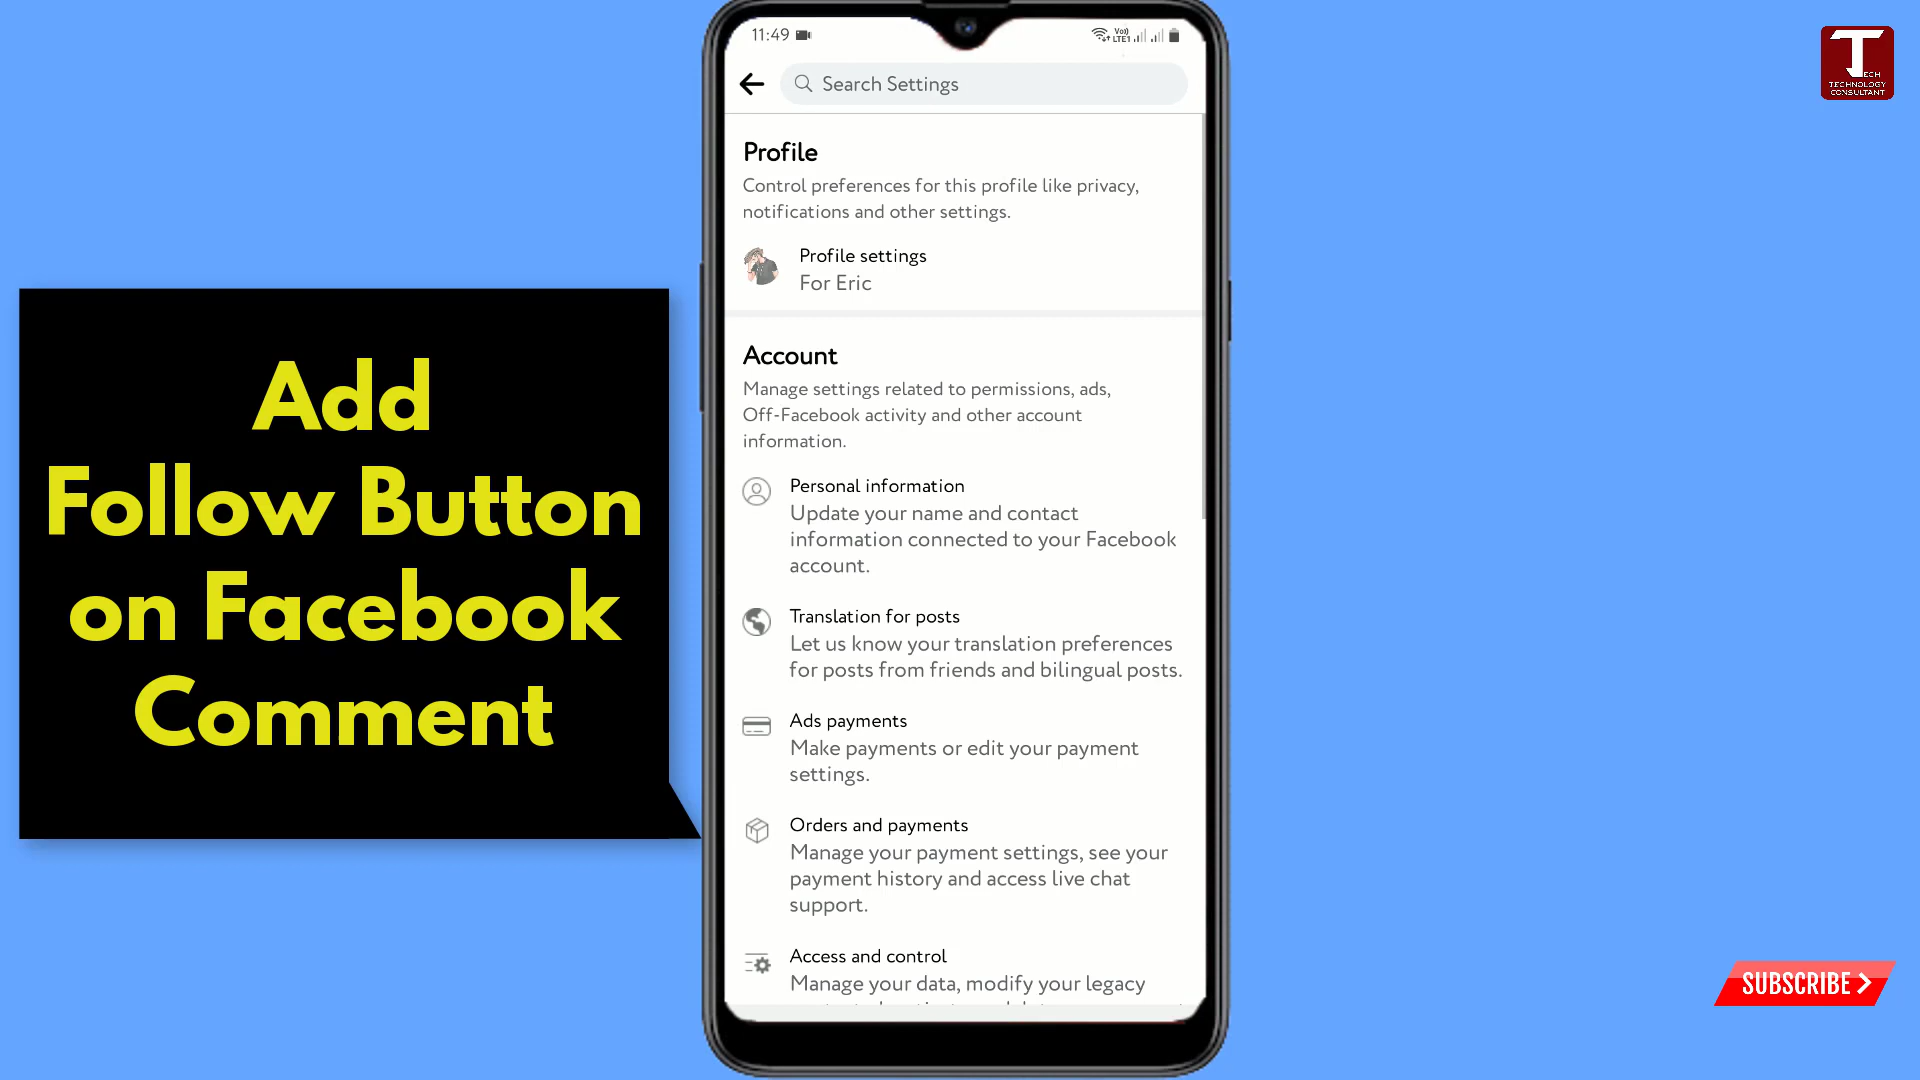 11:49
Vo))
LTE1
Search Settings
TECH
TECHNOLOGY
CONSULTANT
Profile
Control preferences for this profile like privacy,
notifications and other settings.
Profile settings
For Eric
Account
Manage settings related to permissions, ads,
Off-Facebook activity and other account
information.
Personal information
Update your name and contact
information connected to your Facebook
account.
Translation for posts
Let us know your translation preferences
for posts from friends and bilingual posts.
Ads payments
Make payments or edit your payment
settings.
Orders and payments
Manage your payment settings, see your
payment history and access live chat
support.
Access and control
Manage your data, modify your legacy
Add
Follow Button
on Facebook
Comment
SUBSCRIBE